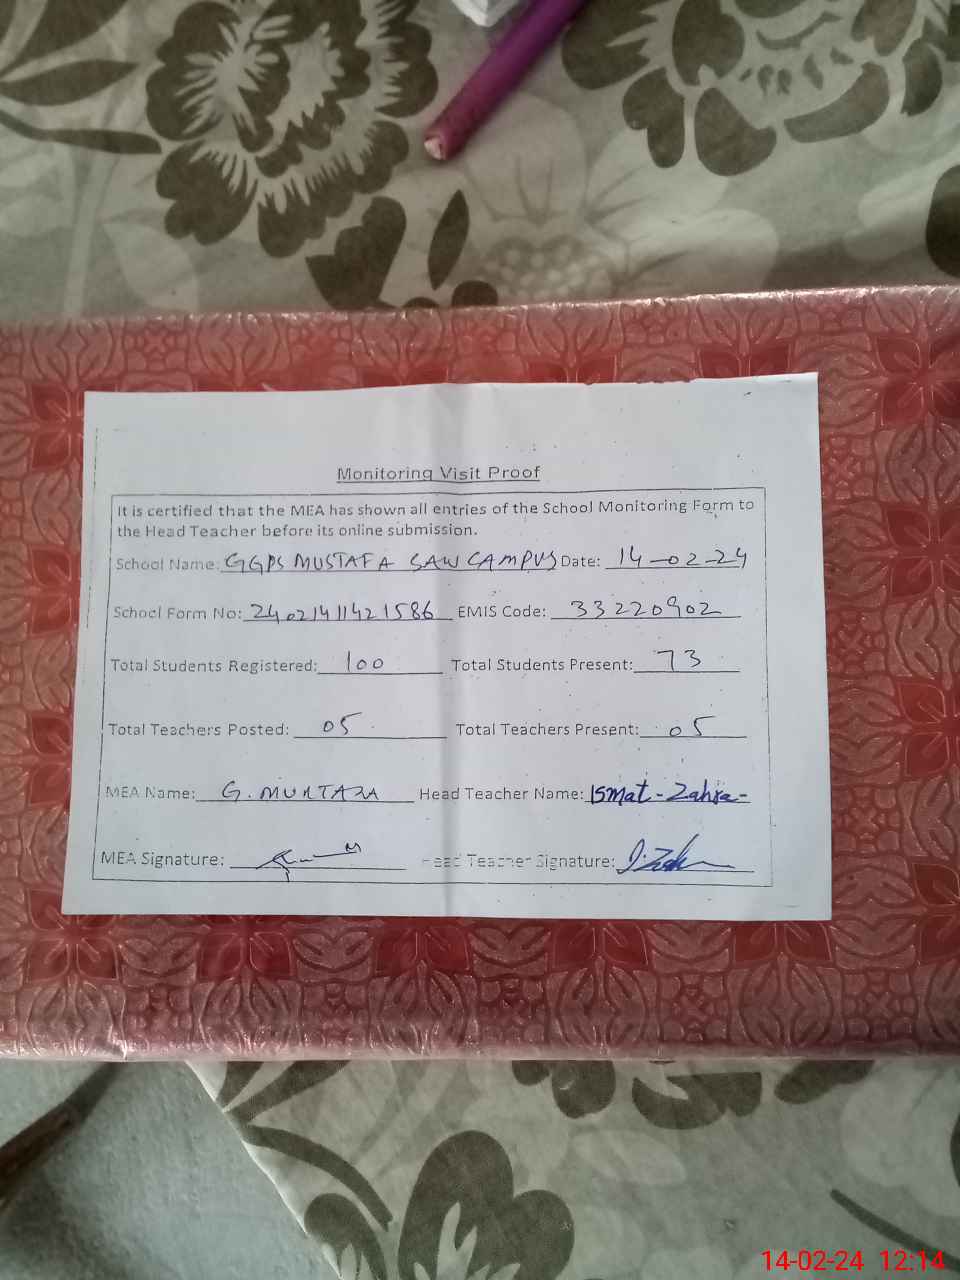 Monitoring Visit Proof
It is certified that the MEA has shown all entries of the School Monitoring Form to
the Head Teacher before its online submission.
School Name: GGPS MUSTAFA SAW CAMPUS Date: 14-02-24
School Form No: 24021411421586 EMIS Code: 33220902
Total Students Registered: 100 Total Students Present: 73
Total Teachers Posted: 05 Total Teachers Present: 05
MEA Name: G. MURTAZA Head Teacher Name: Ismat-Zahra-
MEA Signature: Head Teacher Signature: I.Zahra
14-02-24 12:14